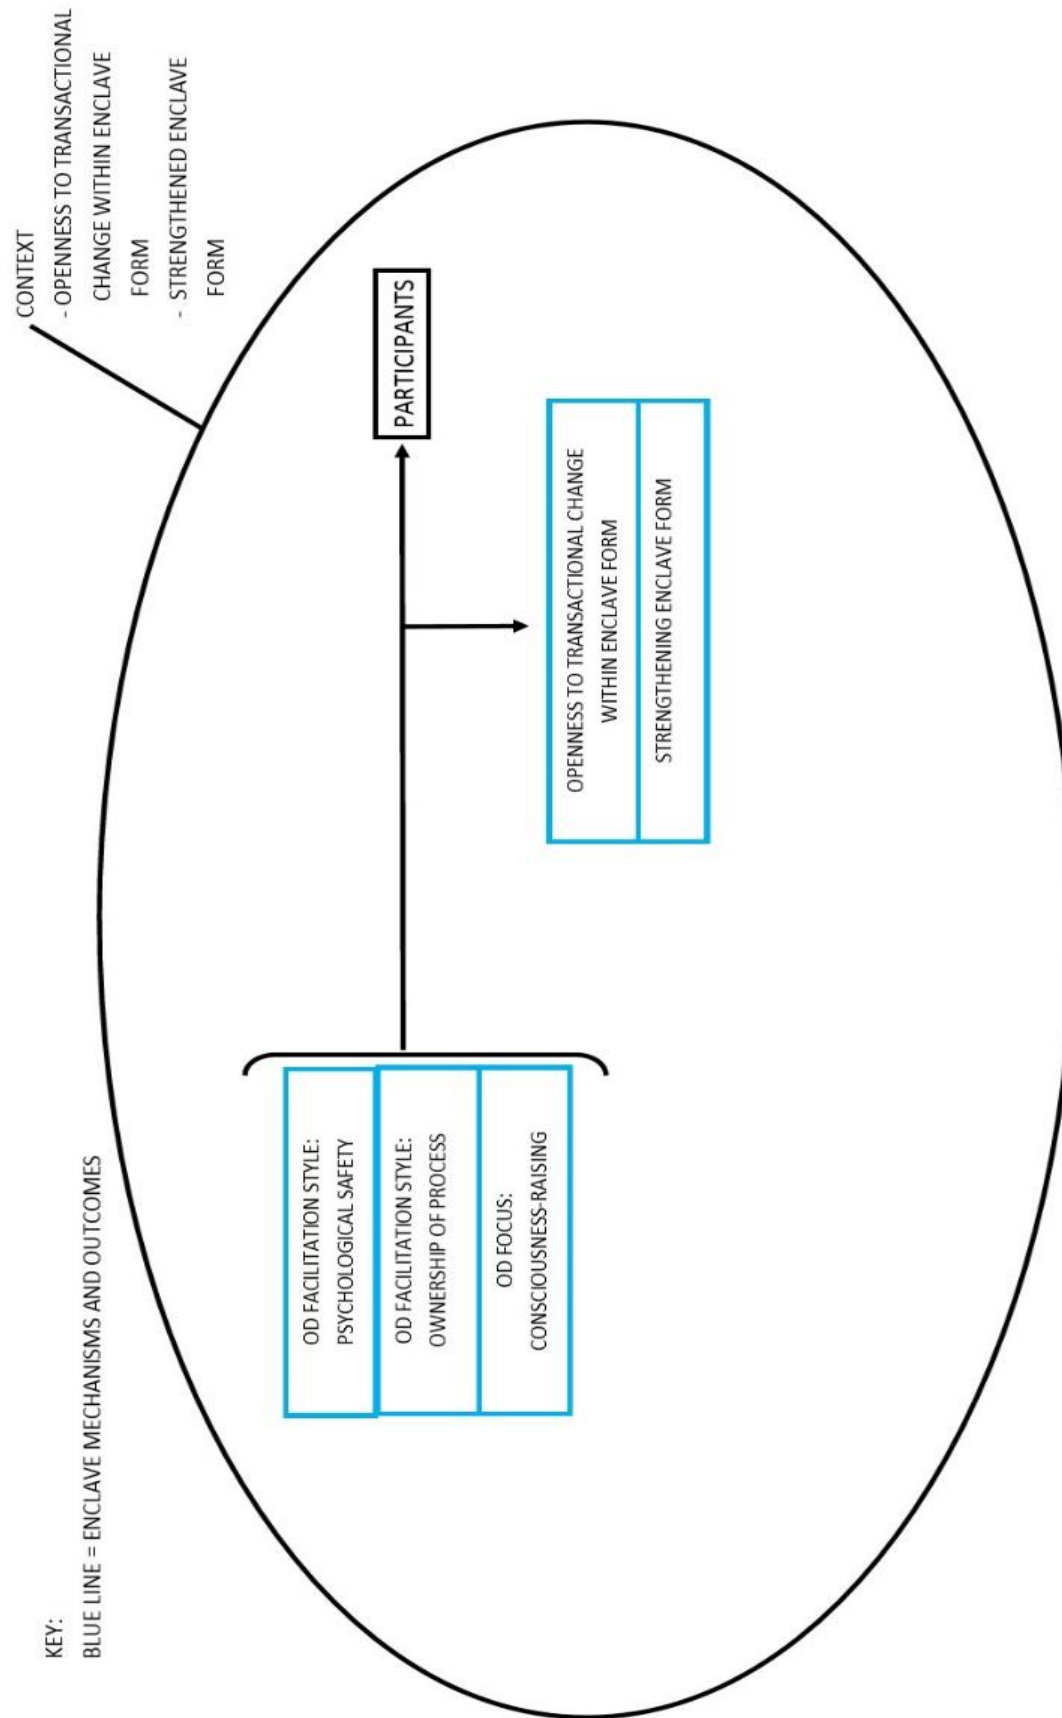 KEY:
BLUE LINE = ENCLAVE MECHANISMS AND OUTCOMES
CONTEXT
- OPENNESS TO TRANSACTIONAL
CHANGE WITHIN ENCLAVE
FORM
- STRENGTHENED ENCLAVE
FORM
OD FACILITATION STYLE:
PSYCHOLOGICAL SAFETY
OD FACILITATION STYLE:
OWNERSHIP OF PROCESS
OD FOCUS:
CONSCIOUSNESS-RAISING
PARTICIPANTS
OPENNESS TO TRANSACTIONAL CHANGE
WITHIN ENCLAVE FORM
STRENGTHENING ENCLAVE FORM